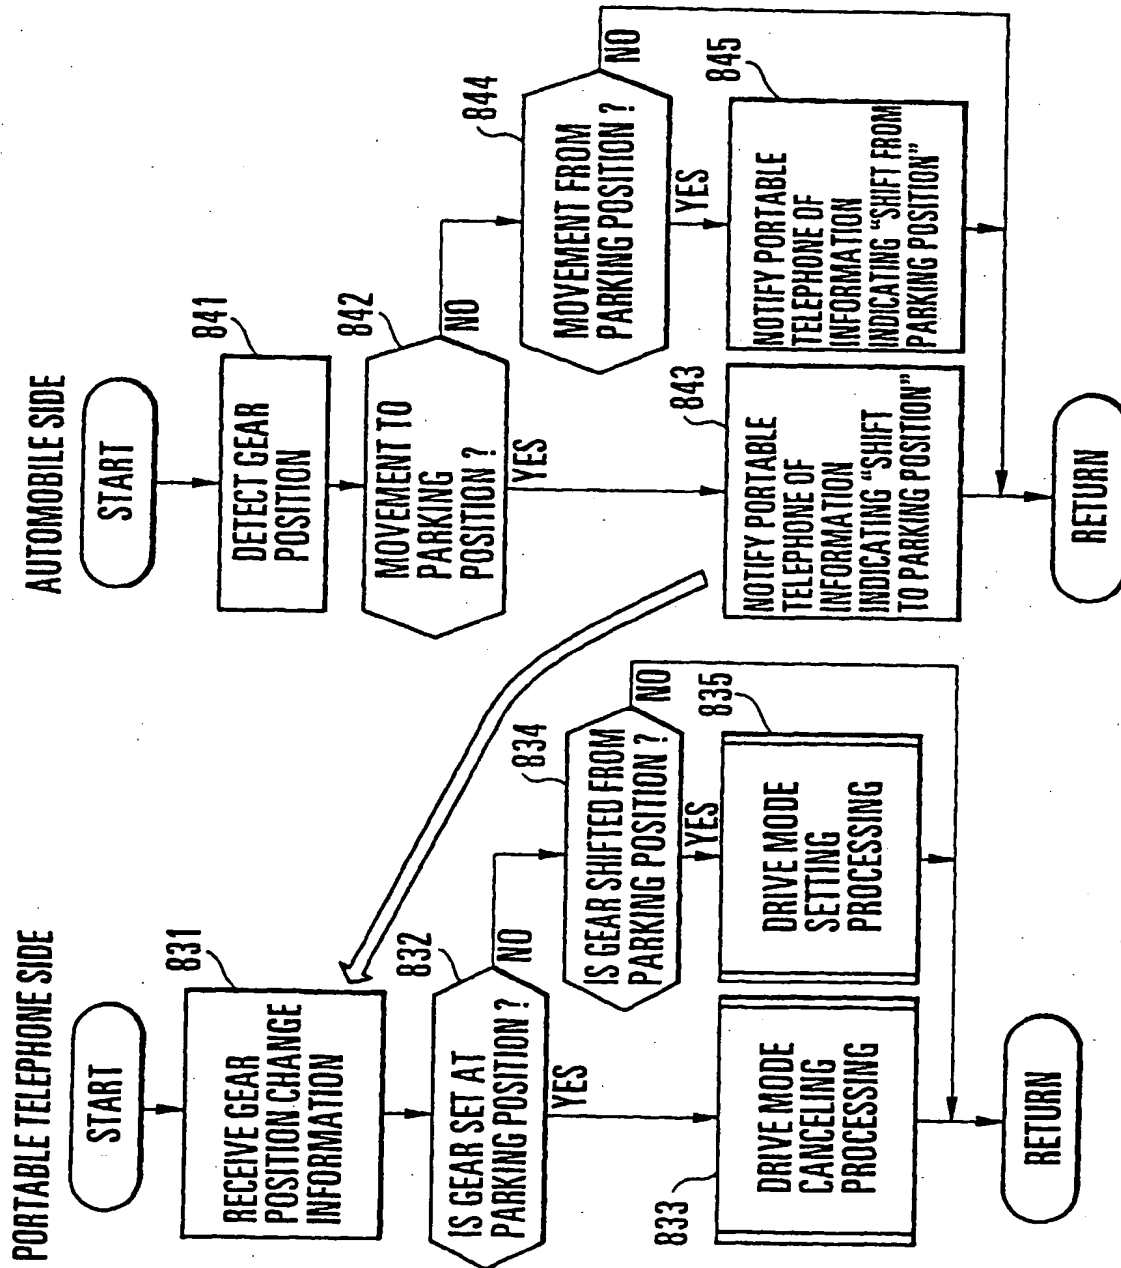 PORTABLE TELEPHONE SIDE
START
831
RECEIVE GEAR
POSITION CHANGE
INFORMATION
832
IS GEAR SET AT
PARKING POSITION ?
NO
YES
834
IS GEAR SHIFTED FROM
PARKING POSITION ?
NO
YES
833
DRIVE MODE
CANCELING
PROCESSING
835
DRIVE MODE
SETTING
PROCESSING
RETURN
AUTOMOBILE SIDE
START
841
DETECT GEAR
POSITION
842
MOVEMENT TO
PARKING
POSITION ?
NO
YES
844
MOVEMENT FROM
PARKING POSITION ?
NO
YES
843
NOTIFY PORTABLE
TELEPHONE OF
INFORMATION
INDICATING "SHIFT
TO PARKING POSITION"
845
NOTIFY PORTABLE
TELEPHONE OF
INFORMATION
INDICATING "SHIFT FROM
PARKING POSITION"
RETURN